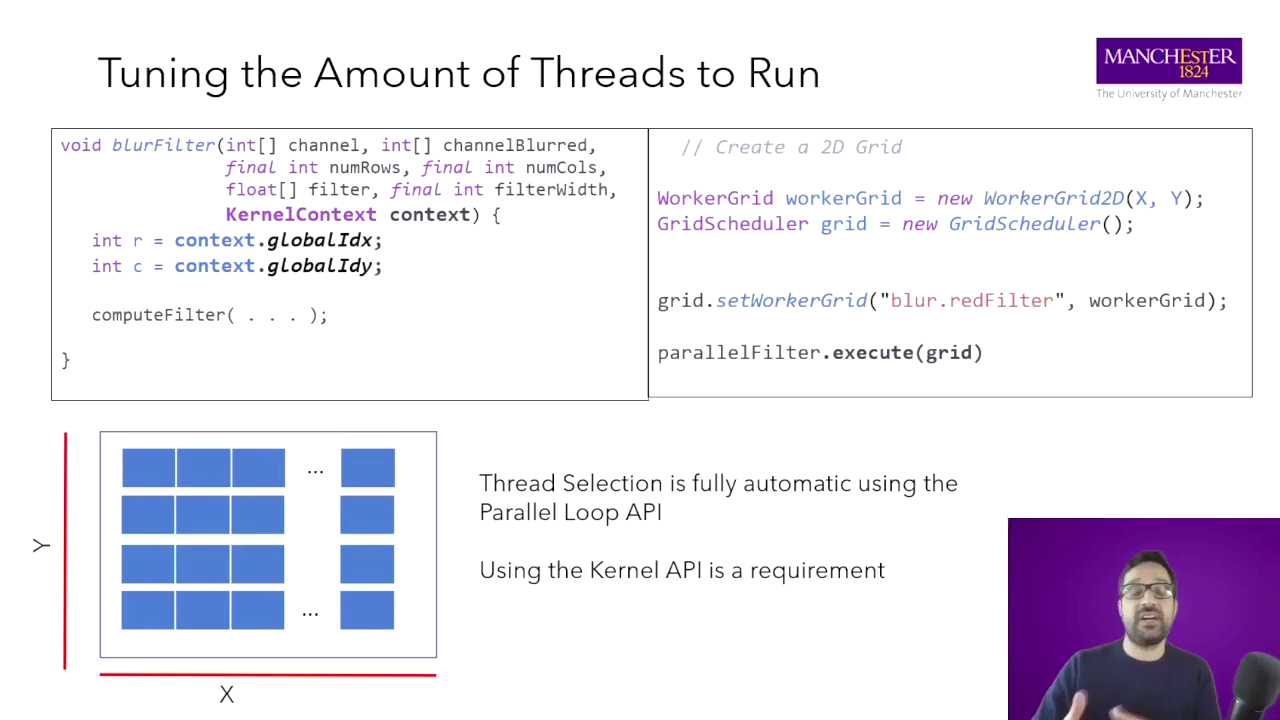 Tuning the Amount of Threads to Run
MANCHESTER
1824
The University of Manchester
void blurFilter(int[] channel, int[] channelBlurred,
final int numRows, final int numCols,
float[] filter, final int filterWidth,
KernelContext context) {
int r = context.globalIdx;
int c = context.globalIdy;
computeFilter( . . . );
}
// Create a 2D Grid
WorkerGrid workerGrid = new WorkerGrid2D(X, Y);
GridScheduler grid = new GridScheduler();
grid.setWorkerGrid("blur.redFilter", workerGrid);
parallelFilter.execute(grid)
...
Y
...
X
Thread Selection is fully automatic using the
Parallel Loop API
Using the Kernel API is a requirement